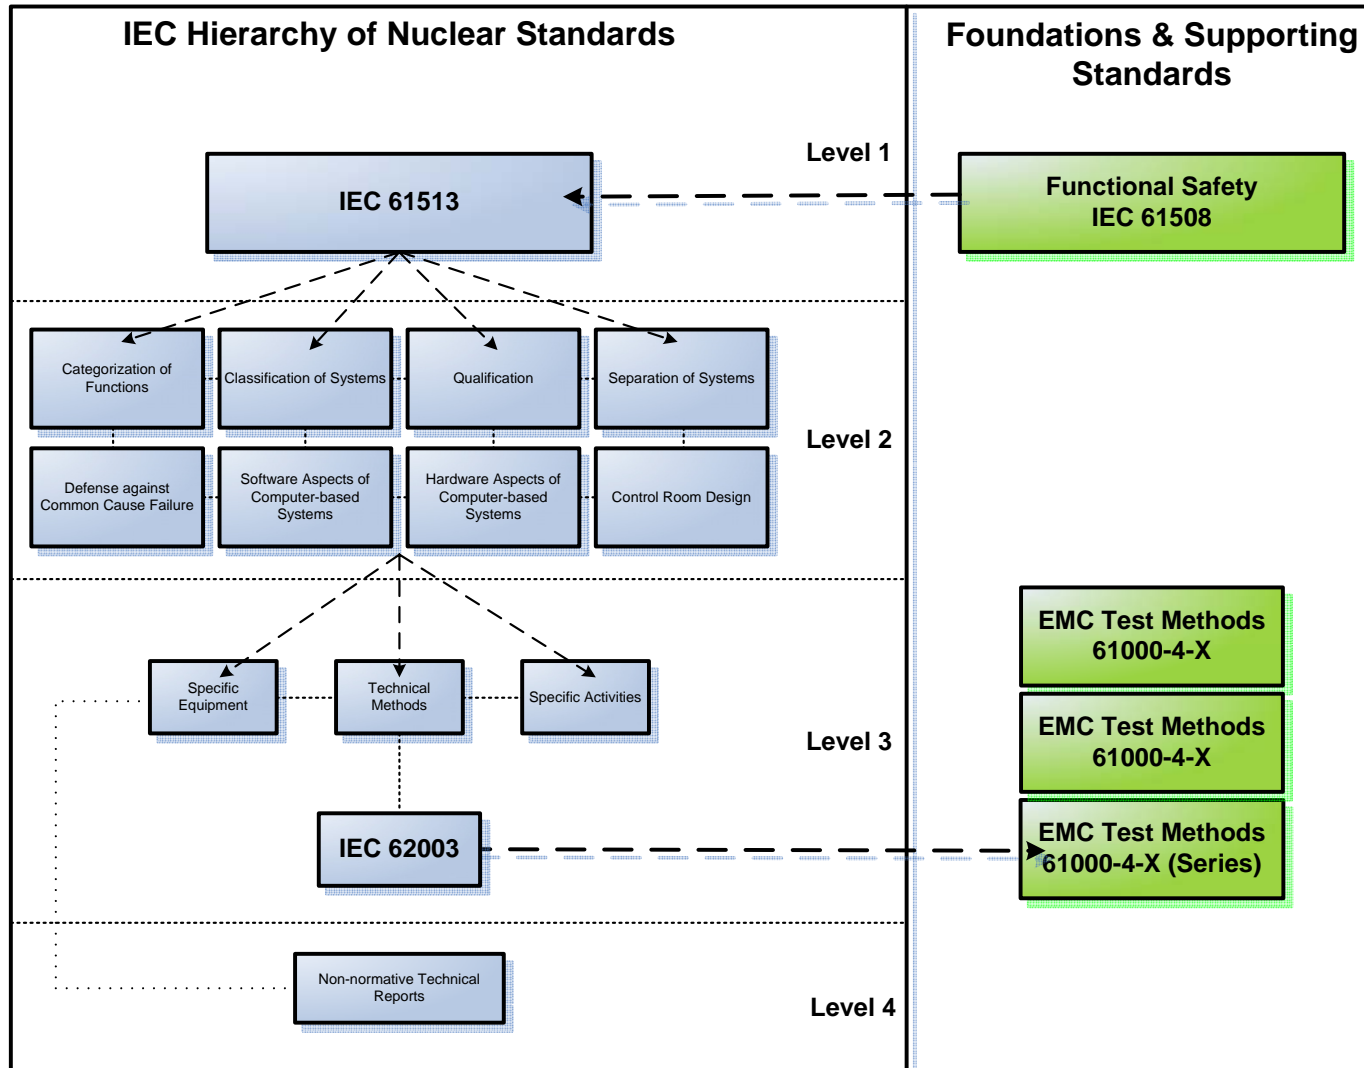 IEC Hierarchy of Nuclear Standards
Foundations & Supporting
Standards
Level 1
IEC 61513
Functional Safety
IEC 61508
Categorization of
Functions
Classification of Systems
Qualification
Separation of Systems
Level 2
Defense against
Common Cause Failure
Software Aspects of
Computer-based
Systems
Hardware Aspects of
Computer-based
Systems
Control Room Design
EMC Test Methods
61000-4-X
Specific
Equipment
Technical
Methods
Specific Activities
Level 3
EMC Test Methods
61000-4-X
IEC 62003
EMC Test Methods
61000-4-X (Series)
Non-normative Technical
Reports
Level 4